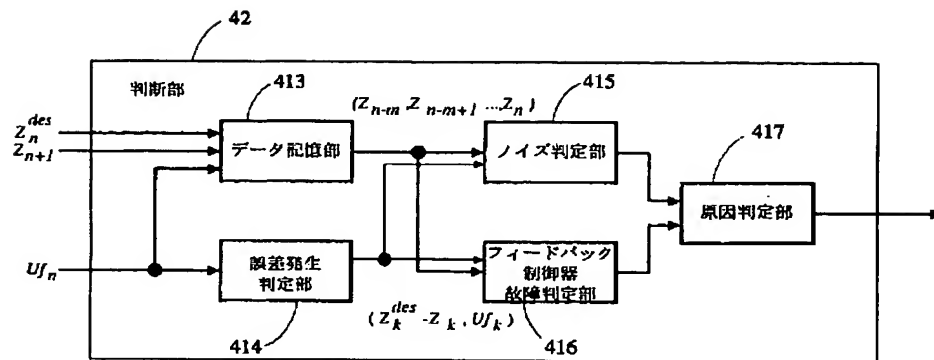 42
判断部
413
415
417
414
416
Z_n^{des}
Z_{n+1}
Uf_n
データ記憶部
(Z_{n-m}, Z_{n-m+1} ...Z_n)
ノイズ判定部
原因判定部
誤差発生
判定部
フィードバック
制御器
故障判定部
(Z_k^{des} - Z_k, Uf_k)